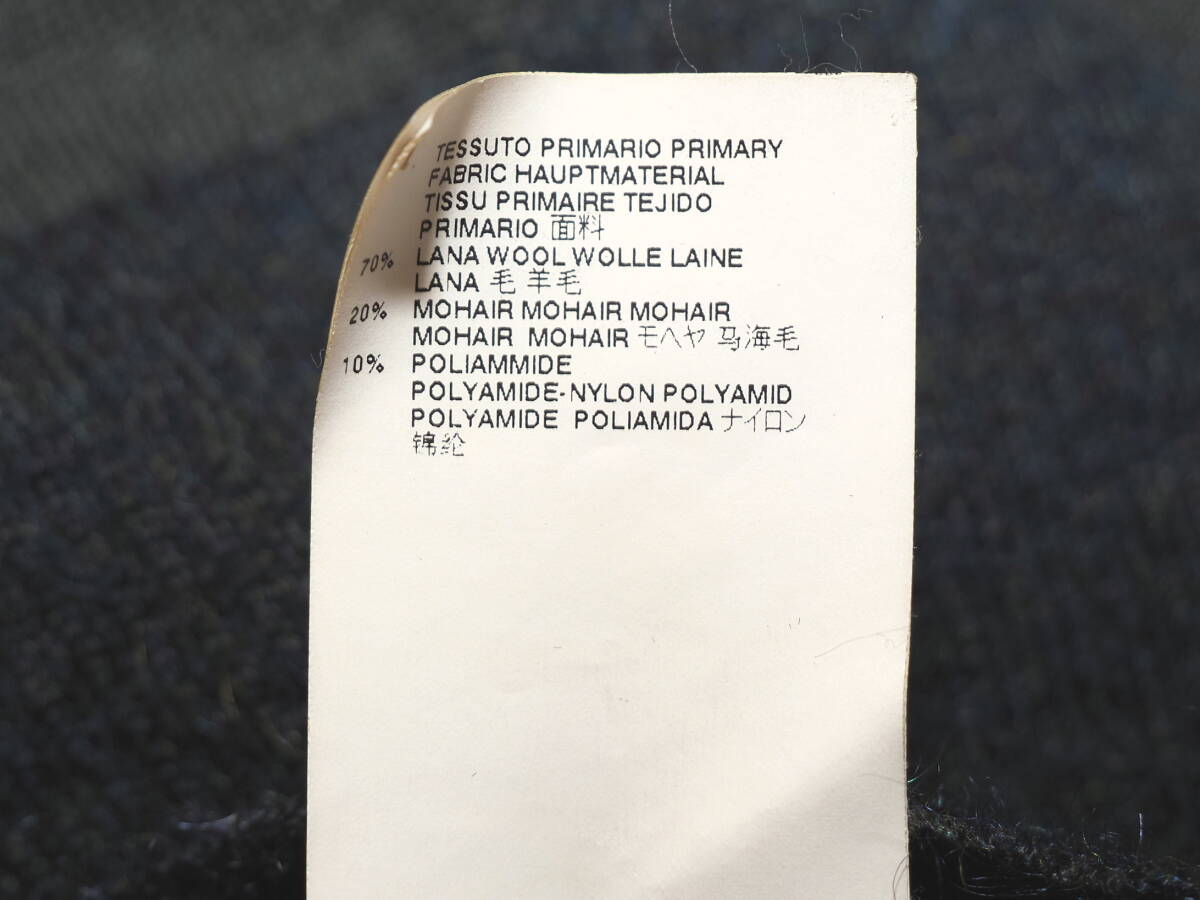 TESSUTO PRIMARIO PRIMARY
FABRIC HAUPTMATERIAL
TISSU PRIMAIRE TEJIDO
PRIMARIO 面料
70% LANA WOOL WOLLE LAINE
LANA 毛 羊毛
20% MOHAIR MOHAIR MOHAIR
MOHAIR MOHAIR モヘヤ 马海毛
10% POLIAMMIDE
POLYAMIDE-NYLON POLYAMID
POLYAMIDE POLIAMIDA ナイロン
锦纶